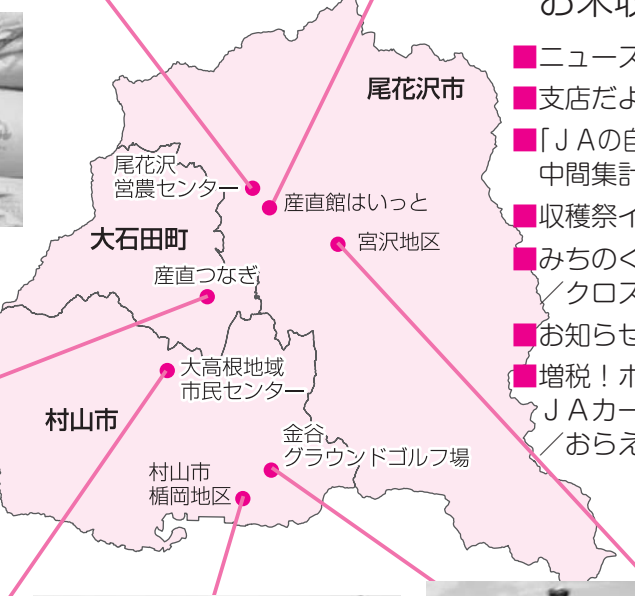 尾花沢市
尾花沢
営農センター
産直館はいっと
宮沢地区
大石田町
産直つなぎ
大高根地域
市民センター
村山市
金谷
グラウンドゴルフ場
村山市
楯岡地区
お米収
■ニュース
■支店だよ
■「ＪＡの自
中間集計
■収穫祭イ
■みちのく
／クロス
■お知らせ
■増税！ポ
ＪＡカー
／おらえ